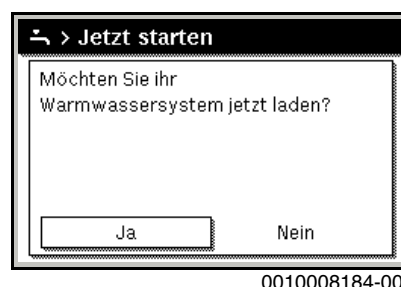 > Jetzt starten
Möchten Sie ihr
Warmwassersystem jetzt laden?
Ja Nein
0010008184-00